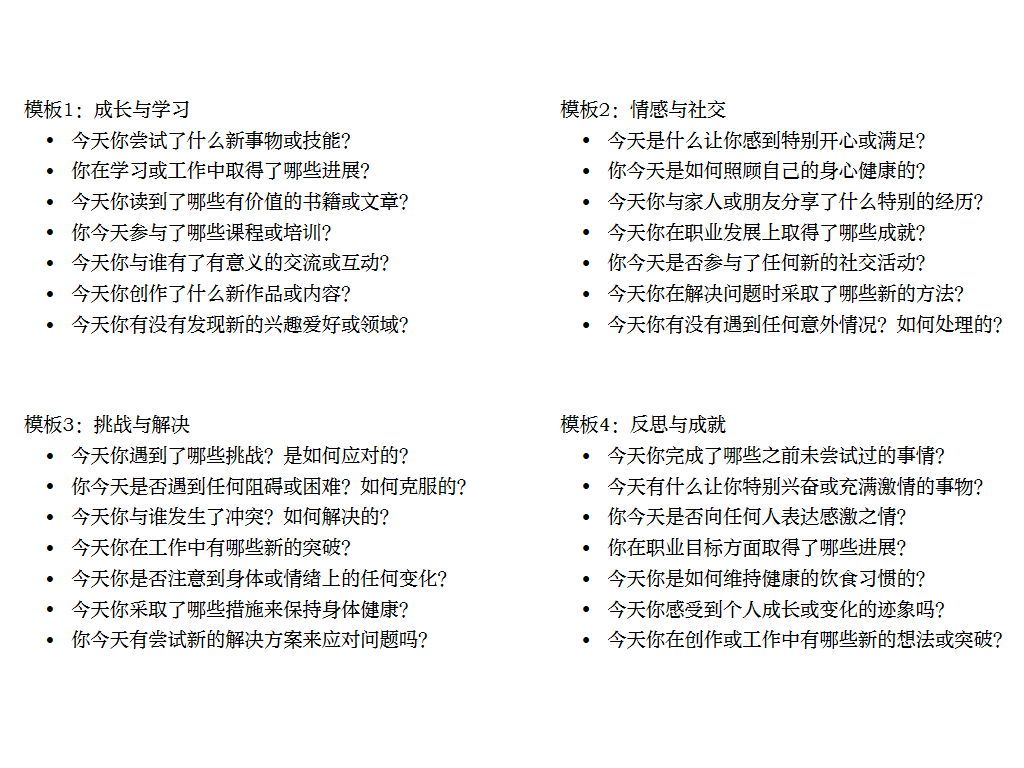 模板1：成长与学习
• 今天你尝试了什么新事物或技能？
• 你在学习或工作中取得了哪些进展？
• 今天你读到了哪些有价值的书籍或文章？
• 你今天参与了哪些课程或培训？
• 今天你与谁有了有意义的交流或互动？
• 今天你创作了什么新作品或内容？
• 今天你有没有发现新的兴趣爱好或领域？
模板2：情感与社交
• 今天是什么让你感到特别开心或满足？
• 你今天是如何照顾自己的身心健康的？
• 今天你与家人或朋友分享了什么特别的经历？
• 今天你在职业发展上取得了哪些成就？
• 你今天是否参与了任何新的社交活动？
• 今天你在解决问题时采取了哪些新的方法？
• 今天你有没有遇到任何意外情况？如何处理的？
模板3：挑战与解决
• 今天你遇到了哪些挑战？是如何应对的？
• 你今天是否遇到任何阻碍或困难？如何克服的？
• 今天你与谁发生了冲突？如何解决的？
• 今天你在工作中有哪些新的突破？
• 今天你是否注意到身体或情绪上的任何变化？
• 今天你采取了哪些措施来保持身体健康？
• 你今天有尝试新的解决方案来应对问题吗？
模板4：反思与成就
• 今天你完成了哪些之前未尝试过的事情？
• 今天有什么让你特别兴奋或充满激情的事物？
• 你今天是否向任何人表达感激之情？
• 你在职业目标方面取得了哪些进展？
• 今天你是如何维持健康的饮食习惯的？
• 今天你感受到个人成长或变化的迹象吗？
• 今天你在创作或工作中有哪些新的想法或突破？